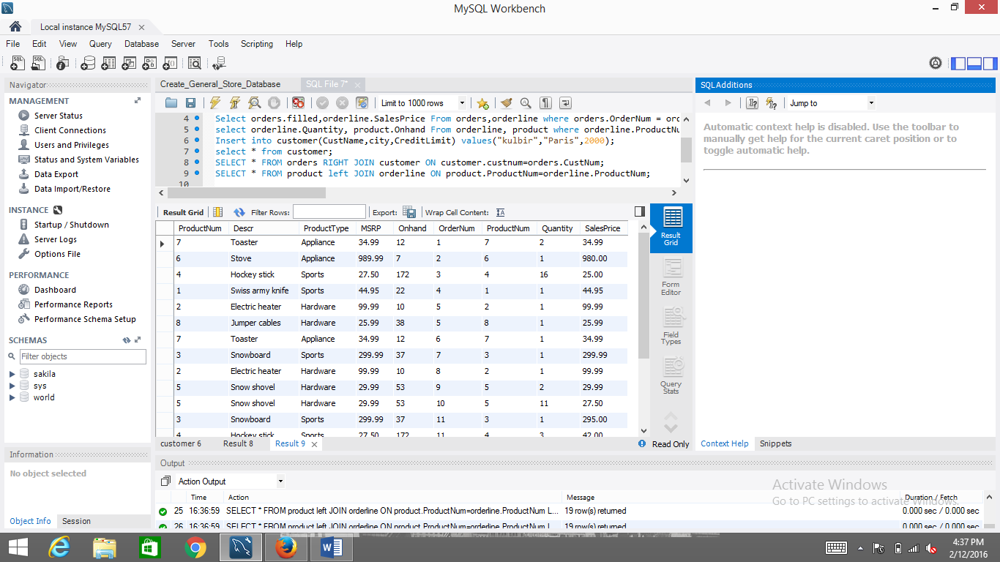 MySQL Workbench
Local instance MySQL57
File Edit View Query Database Server Tools Scripting Help
Navigator
MANAGEMENT
Server Status
Client Connections
Users and Privileges
Status and System Variables
Data Export
Data Import/Restore
INSTANCE
Startup / Shutdown
Server Logs
Options File
PERFORMANCE
Dashboard
Performance Reports
Performance Schema Setup
SCHEMAS
Filter objects
sakila
sys
world
Information
No object selected
Object Info Session
Create_General_Store_Database SQL File 7*
Limit to 1000 rows
4 Select orders.filled,orderline.SalesPrice From orders,orderline where orders.OrderNum = ord
5 select orderline.Quantity, product.Onhand From orderline, product where orderline.ProductNu
6 Insert into customer(CustName,city,CreditLimit) values("kulbir","Paris",2000);
7 select * from customer;
8 SELECT * FROM orders RIGHT JOIN customer ON customer.custnum=orders.CustNum;
9 SELECT * FROM product left JOIN orderline ON product.ProductNum=orderline.ProductNum;
10
Result Grid Filter Rows: Export: Wrap Cell Content:
ProductNum Descr ProductType MSRP Onhand OrderNum ProductNum Quantity SalesPrice
7 Toaster Appliance 34.99 12 1 7 2 34.99
6 Stove Appliance 989.99 7 2 6 1 980.00
4 Hockey stick Sports 27.50 172 3 4 16 25.00
1 Swiss army knife Sports 44.95 22 4 1 1 44.95
2 Electric heater Hardware 99.99 10 5 2 1 99.99
8 Jumper cables Hardware 25.99 38 5 8 1 25.99
7 Toaster Appliance 34.99 12 6 7 1 34.99
3 Snowboard Sports 299.99 37 7 3 1 299.99
2 Electric heater Hardware 99.99 10 8 2 1 99.99
5 Snow shovel Hardware 29.99 53 9 5 2 29.99
5 Snow shovel Hardware 29.99 53 10 5 11 27.50
3 Snowboard Sports 299.99 37 11 3 1 295.00
4 Hockey stick Sports 27.50 172 11 4 3 42.00
Result Grid
Form Editor
Field Types
Query Stats
customer 6 Result 8 Result 9 Read Only
SQLAdditions
Jump to
Automatic context help is disabled. Use the toolbar to
manually get help for the current caret position or to
toggle automatic help.
Context Help Snippets
Output
Action Output
Time Action Message Duration / Fetch
25 16:36:59 SELECT * FROM product left JOIN orderline ON product.ProductNum=orderline.ProductNum L... 19 row(s) returned 0.000 sec / 0.000 sec
26 16:36:59 SELECT * FROM product left JOIN orderline ON product.ProductNum=orderline.ProductNum L... 19 row(s) returned 0.000 sec / 0.000 sec
Activate Windows
Go to PC settings to activate Windows.
4:37 PM
2/12/2016